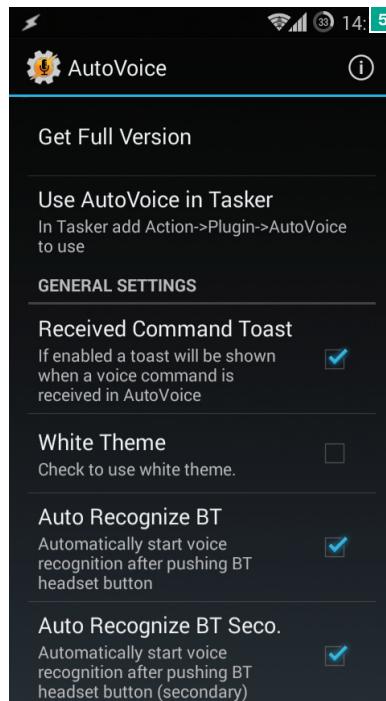 33 14: 5
AutoVoice
Get Full Version
Use AutoVoice in Tasker
In Tasker add Action->Plugin->AutoVoice
to use
GENERAL SETTINGS
Received Command Toast
If enabled a toast will be shown
when a voice command is
received in AutoVoice
White Theme
Check to use white theme.
Auto Recognize BT
Automatically start voice
recognition after pushing BT
headset button
Auto Recognize BT Seco.
Automatically start voice
recognition after pushing BT
headset button (secondary)